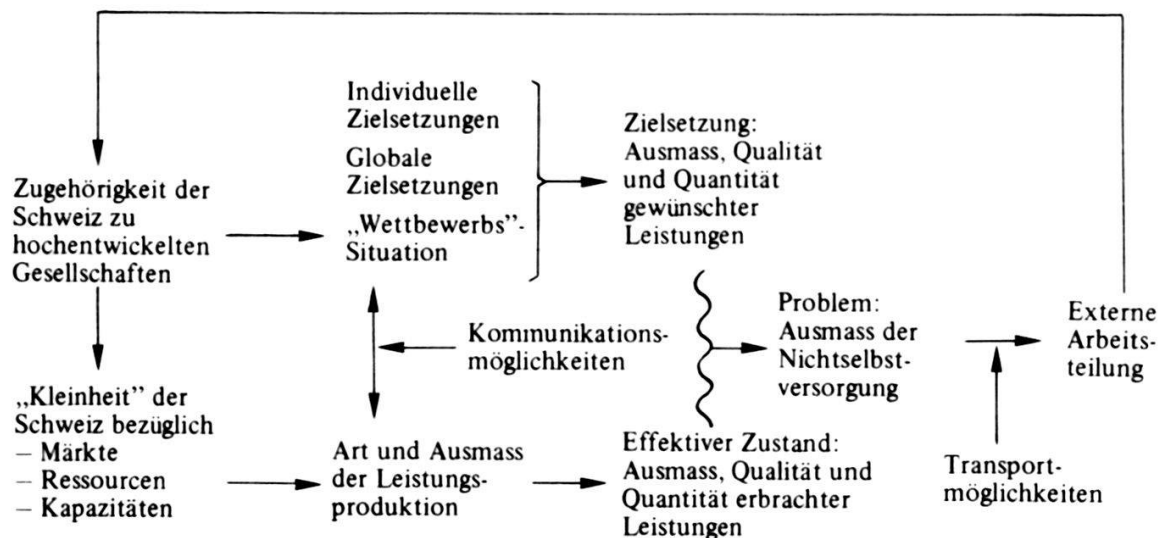 Individuelle
Zielsetzungen
Globale
Zielsetzungen
„Wettbewerbs”-
Situation
Zielsetzung:
Ausmass, Qualität
und Quantität
gewünschter
Leistungen
Zugehörigkeit der
Schweiz zu
hochentwickelten
Gesellschaften
Kommunikations-
möglichkeiten
Problem:
Ausmass der
Nichtselbst-
versorgung
Externe
Arbeits-
teilung
„Kleinheit” der
Schweiz bezüglich
– Märkte
– Ressourcen
– Kapazitäten
Art und Ausmass
der Leistungs-
produktion
Effektiver Zustand:
Ausmass, Qualität und
Quantität erbrachter
Leistungen
Transport-
möglichkeiten